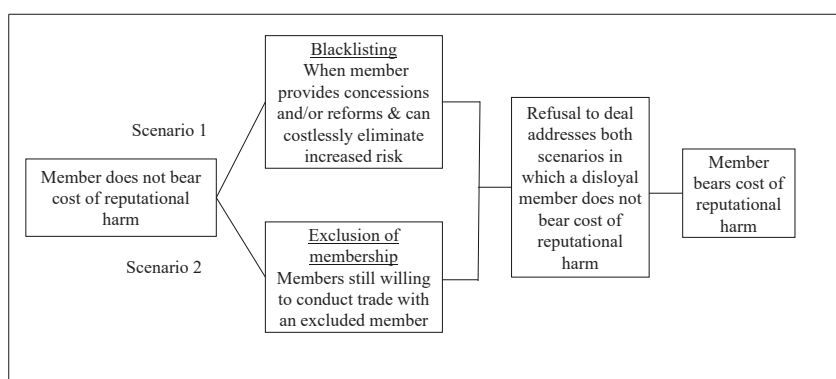 Scenario 1
Member does not bear
cost of reputational
harm
Scenario 2
Blacklisting
When member
provides concessions
and/or reforms & can
costlessly eliminate
increased risk
Exclusion of
membership
Members still willing
to conduct trade with
an excluded member
Refusal to deal
addresses both
scenarios in
which a disloyal
member does not
bear cost of
reputational
harm
Member
bears cost of
reputational
harm